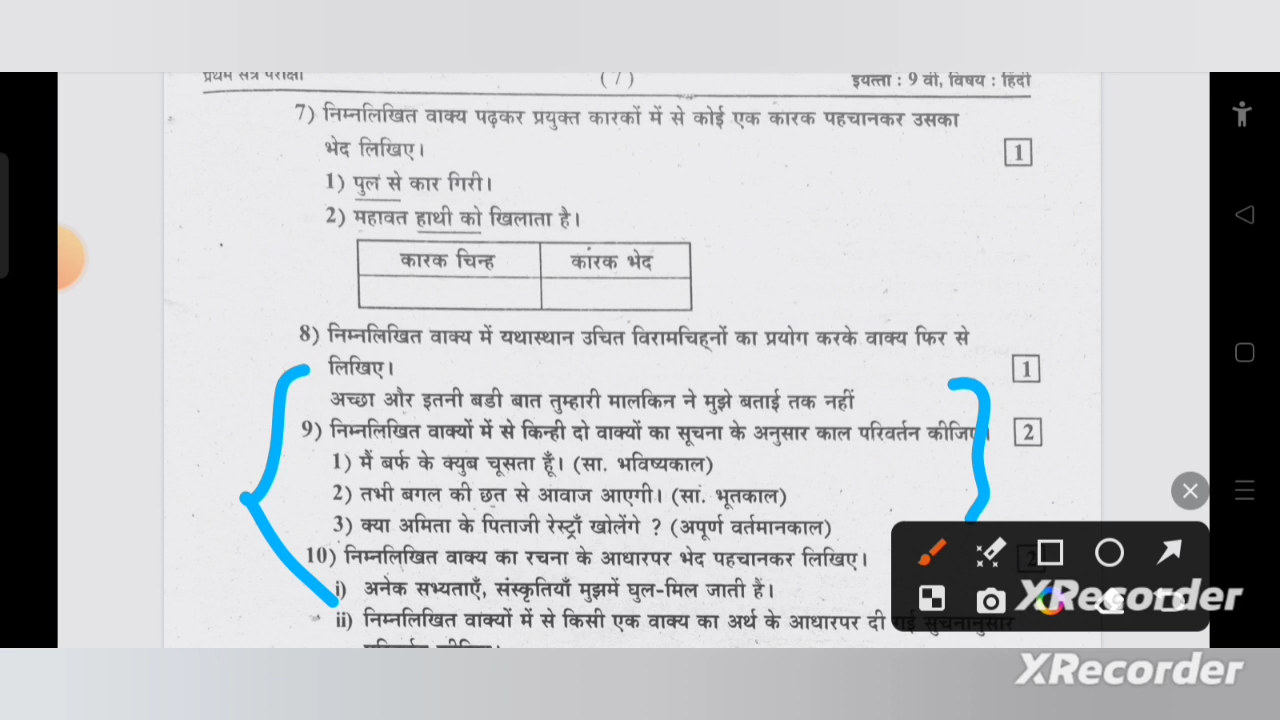 प्रथम सत्र परीक्षा
( 7 )
इयत्ता : 9 वी, विषय : हिंदी
7) निम्नलिखित वाक्य पढ़कर प्रयुक्त कारकों में से कोई एक कारक पहचानकर उसका
भेद लिखिए।
1
1) पुल से कार गिरी।
2) महावत हाथी को खिलाता है।
कारक चिन्ह
कारक भेद
8) निम्नलिखित वाक्य में यथास्थान उचित विरामचिह्नों का प्रयोग करके वाक्य फिर से
लिखिए।
1
अच्छा और इतनी बडी बात तुम्हारी मालकिन ने मुझे बताई तक नहीं
9) निम्नलिखित वाक्यों में से किन्ही दो वाक्यों का सूचना के अनुसार काल परिवर्तन कीजिए।
2
1) मैं बर्फ के क्युब चूसता हूँ। (सा. भविष्यकाल)
2) तभी बगल की छत से आवाज आएगी। (सा. भूतकाल)
3) क्या अमिता के पिताजी रेस्ट्राँ खोलेंगे ? (अपूर्ण वर्तमानकाल)
10) निम्नलिखित वाक्य का रचना के आधारपर भेद पहचानकर लिखिए।
2
i) अनेक सभ्यताएँ, संस्कृतियाँ मुझमें घुल-मिल जाती हैं।
ii) निम्नलिखित वाक्यों में से किसी एक वाक्य का अर्थ के आधारपर दी गई सुचनानुसार
XRecorder
XRecorder